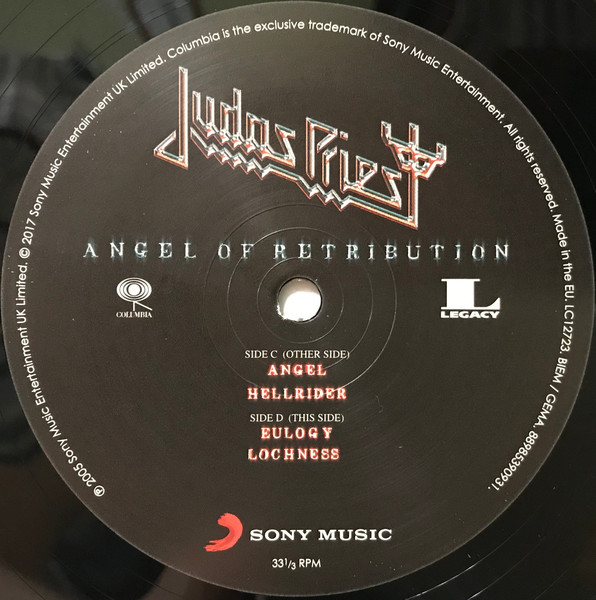 Judas Priest
ANGEL OF RETRIBUTION
COLUMBIA
L
LEGACY
SIDE C (OTHER SIDE)
ANGEL
HELLRIDER
SIDE D (THIS SIDE)
EULOGY
LOCHNESS
SONY MUSIC
33 1/3 RPM
℗ 2005 Sony Music Entertainment UK Limited. © 2017 Sony Music Entertainment UK Limited. Columbia is the exclusive trademark of Sony Music Entertainment. All rights reserved. Made in the EU. LC12723. BIEM / GEMA. 88985390931.